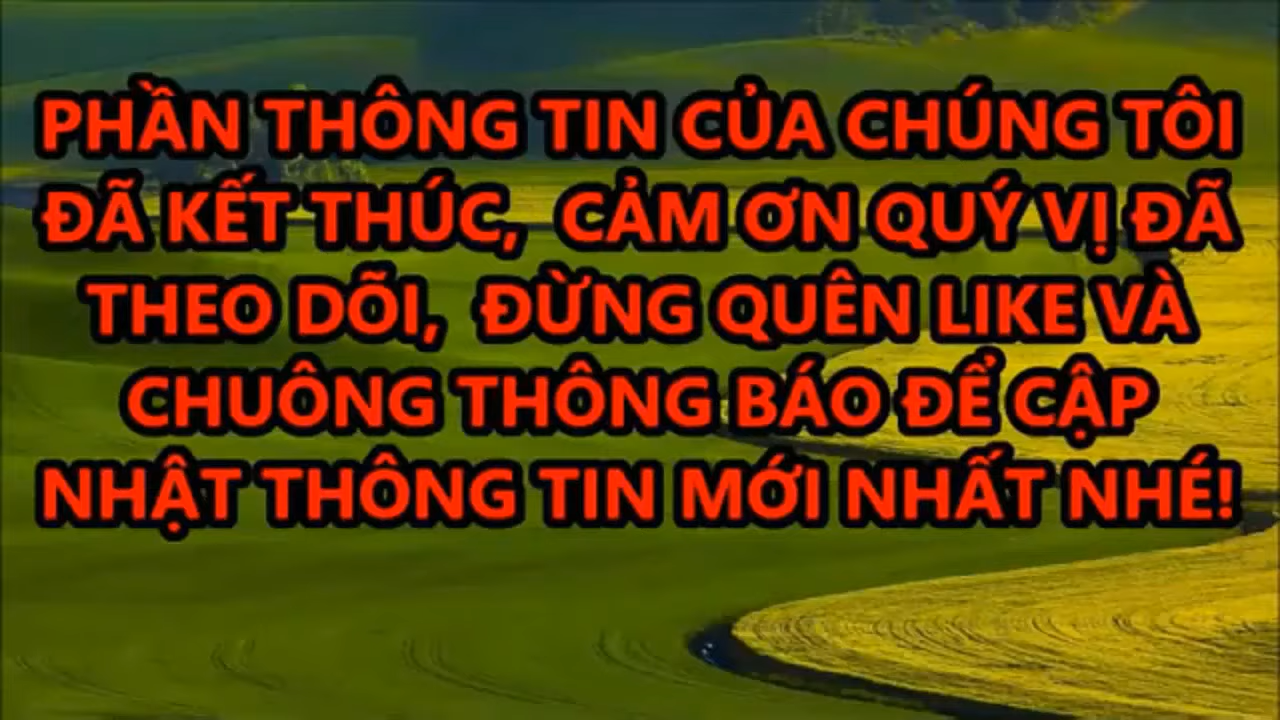 PHẦN THÔNG TIN CỦA CHÚNG TÔI
ĐÃ KẾT THÚC, CẢM ƠN QUÝ VỊ ĐÃ
THEO DÕI, ĐỪNG QUÊN LIKE VÀ
CHUÔNG THÔNG BÁO ĐỂ CẬP
NHẬT THÔNG TIN MỚI NHẤT NHÉ!